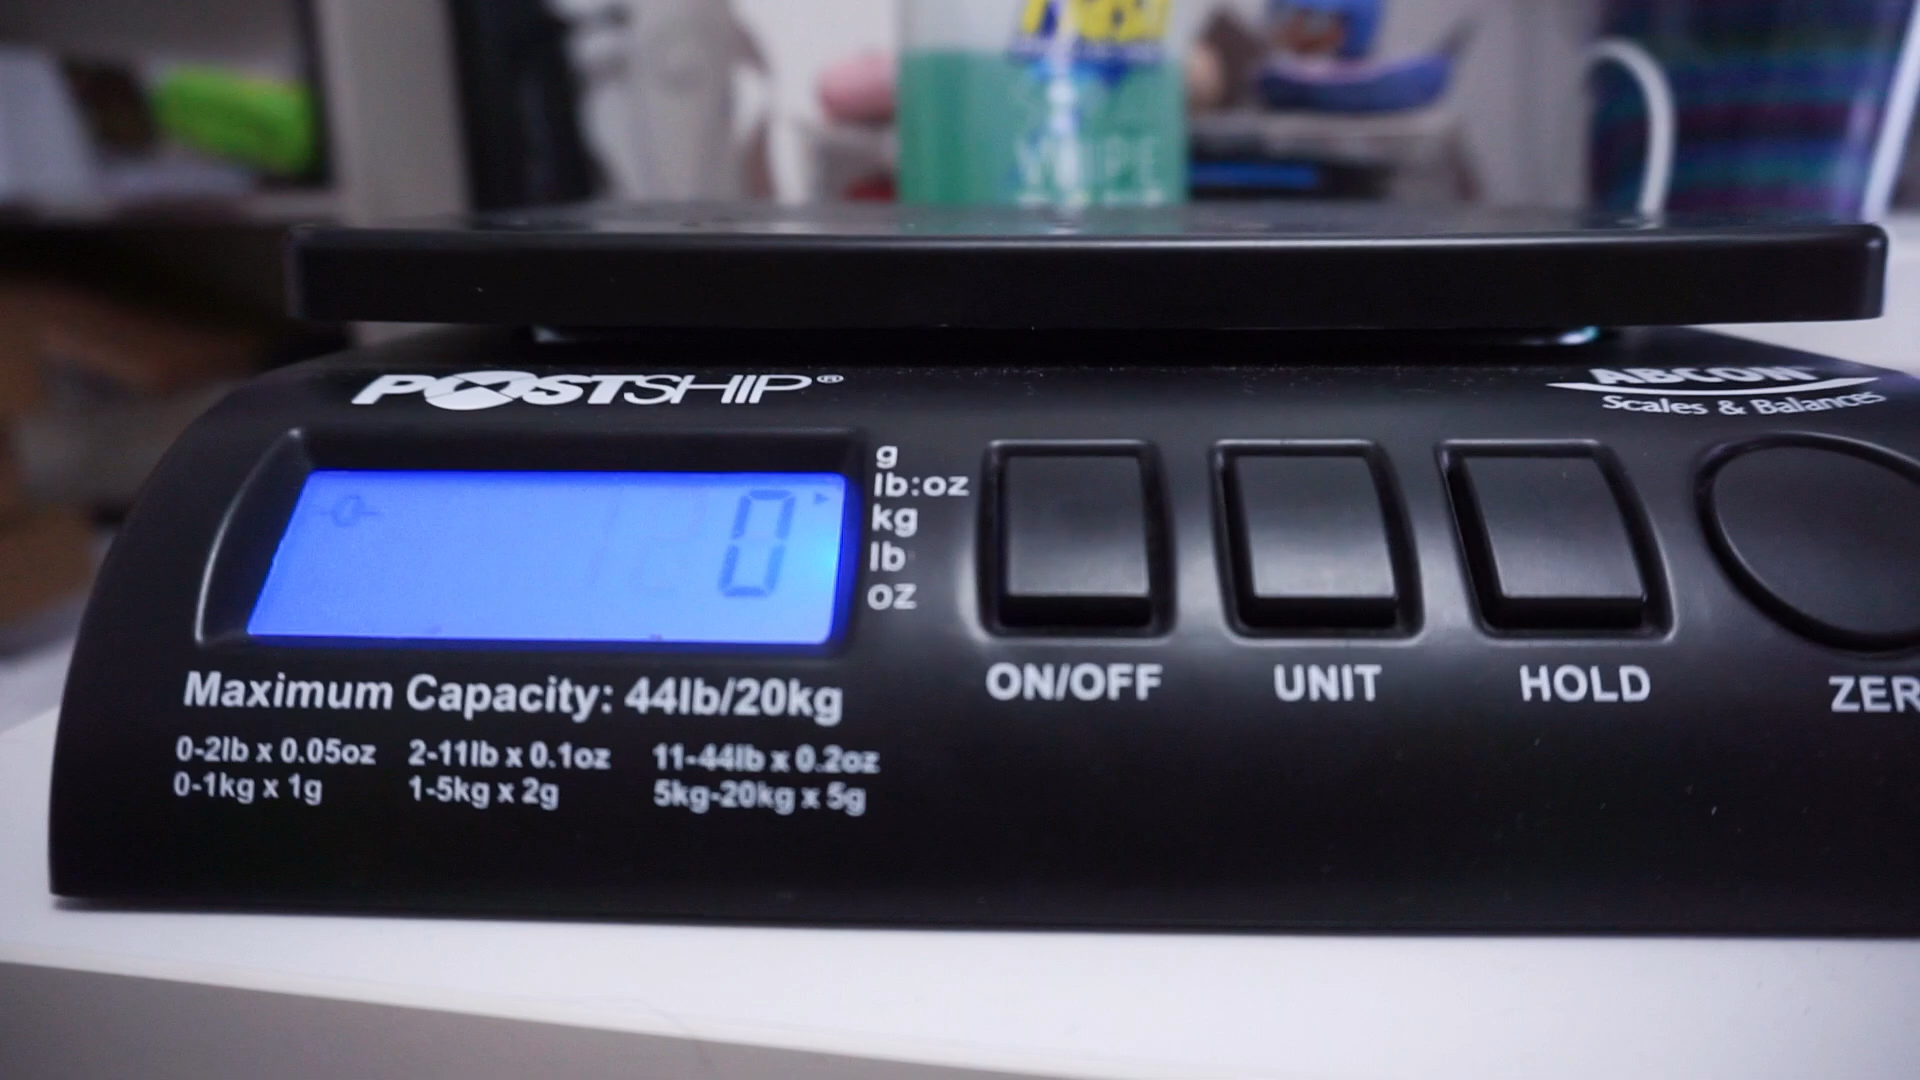 WIPE
POSTSHIP®
ABCON
Scales & Balances
0
g
lb:oz
kg
lb
oz
ON/OFF
UNIT
HOLD
ZER
Maximum Capacity: 44lb/20kg
0-2lb x 0.05oz 2-11lb x 0.1oz 11-44lb x 0.2oz
0-1kg x 1g 1-5kg x 2g 5kg-20kg x 5g